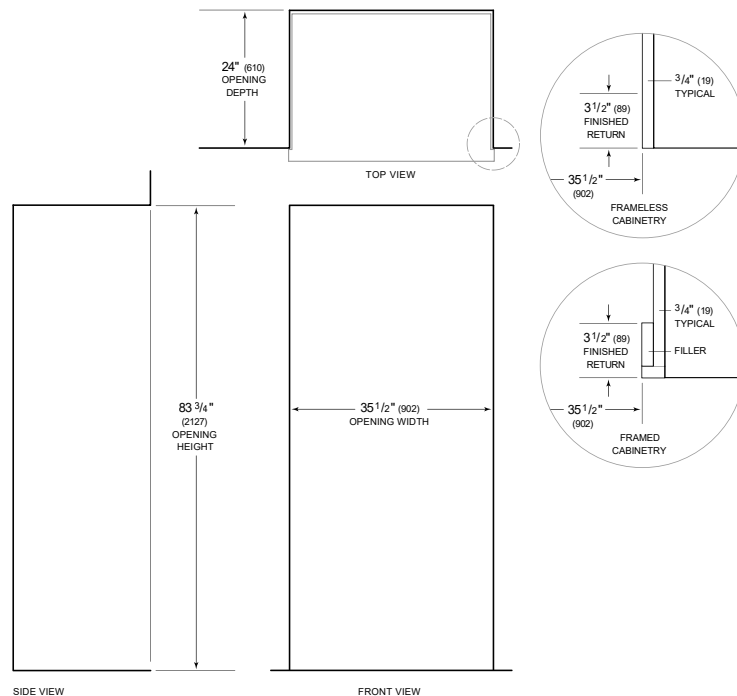 24" (610)
OPENING
DEPTH
TOP VIEW
3 1/2" (89)
FINISHED
RETURN
3/4" (19)
TYPICAL
35 1/2"
(902)
FRAMELESS
CABINETRY
83 3/4"
(2127)
OPENING
HEIGHT
35 1/2" (902)
OPENING WIDTH
3 1/2" (89)
FINISHED
RETURN
3/4" (19)
TYPICAL
FILLER
35 1/2"
(902)
FRAMED
CABINETRY
SIDE VIEW
FRONT VIEW